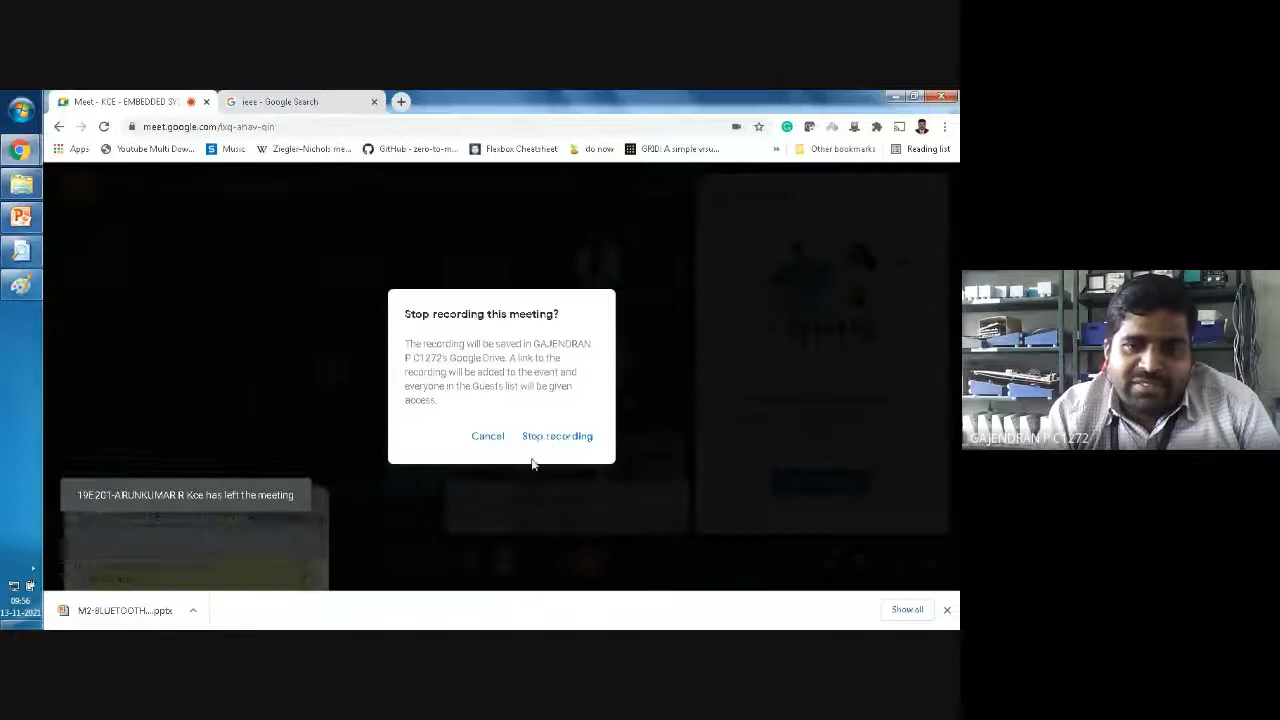 Meet - KCE - EMBEDDED SY
ieee - Google Search
meet.google.com/fxq-ahav-qin
Apps
Youtube Multi Dow...
Music
Ziegler–Nichols me...
GitHub - zero-to-m...
Flexbox Cheatsheet
do now
GRID: A simple visu...
»
Other bookmarks
Reading list
Stop recording this meeting?
The recording will be saved in GAJENDRAN
P C1272's Google Drive. A link to the
recording will be added to the event and
everyone in the Guests list will be given
access.
Cancel
Stop recording
GAJENDRAN P C1272
19E201-ARUNKUMAR R Kce has left the meeting
09:56
13-11-2021
M2-BLUETOOTH....pptx
Show all